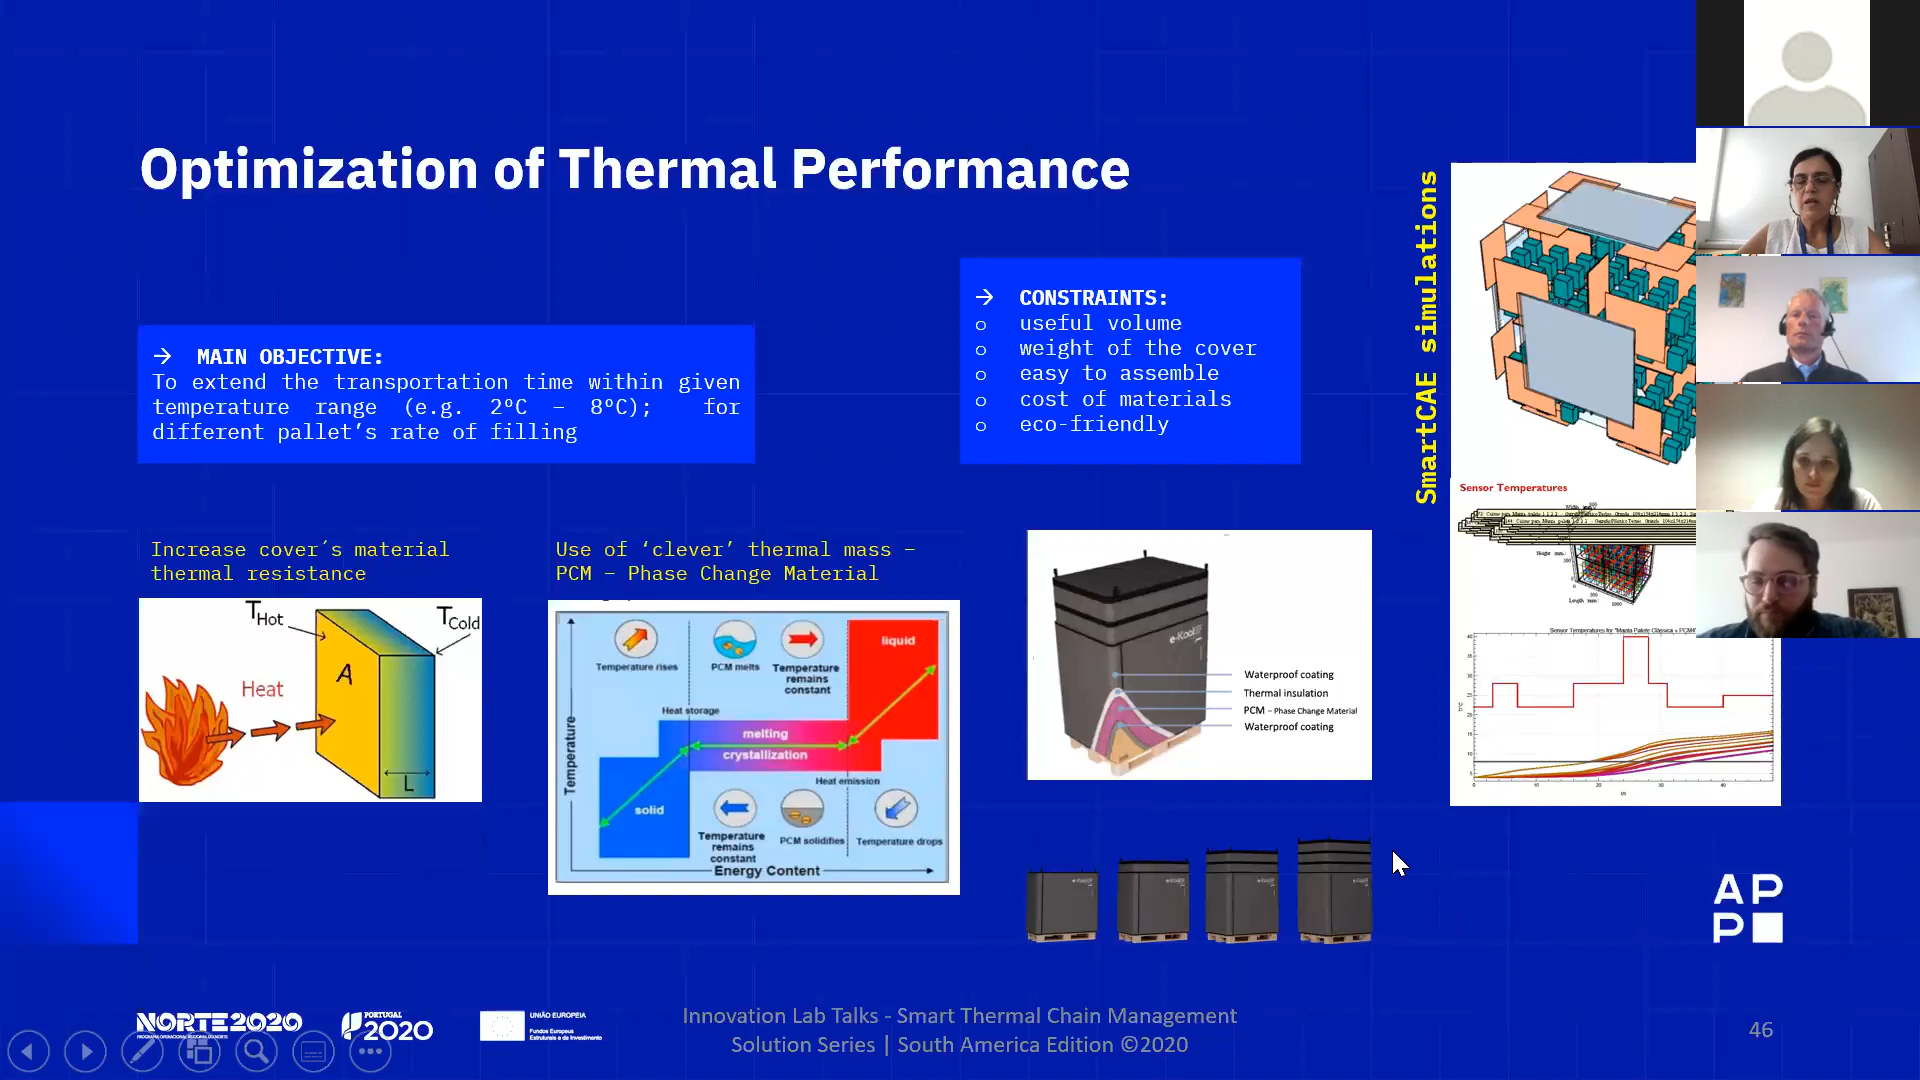 Optimization of Thermal Performance
→ MAIN OBJECTIVE:
To extend the transportation time within given
temperature range (e.g. 2ºC – 8ºC); for
different pallet’s rate of filling
→ CONSTRAINTS:
o useful volume
o weight of the cover
o easy to assemble
o cost of materials
o eco-friendly
SmartCAE simulations
Increase cover´s material
thermal resistance
THot
TCold
A
Heat
L
Use of ‘clever’ thermal mass –
PCM – Phase Change Material
Temperature rises
PCM melts
Temperature
remains
constant
liquid
Heat storage
melting
crystallization
Heat emission
solid
Temperature
remains
constant
PCM solidifies
Temperature drops
Temperature
Energy Content
e-Kool
Waterproof coating
Thermal insulation
PCM – Phase Change Material
Waterproof coating
Sensor Temperatures
APP
NORTE2020
PORTUGAL
2020
UNIÃO EUROPEIA
Fundos Europeus
Estruturais e de Investimento
Innovation Lab Talks - Smart Thermal Chain Management
Solution Series | South America Edition ©2020
46